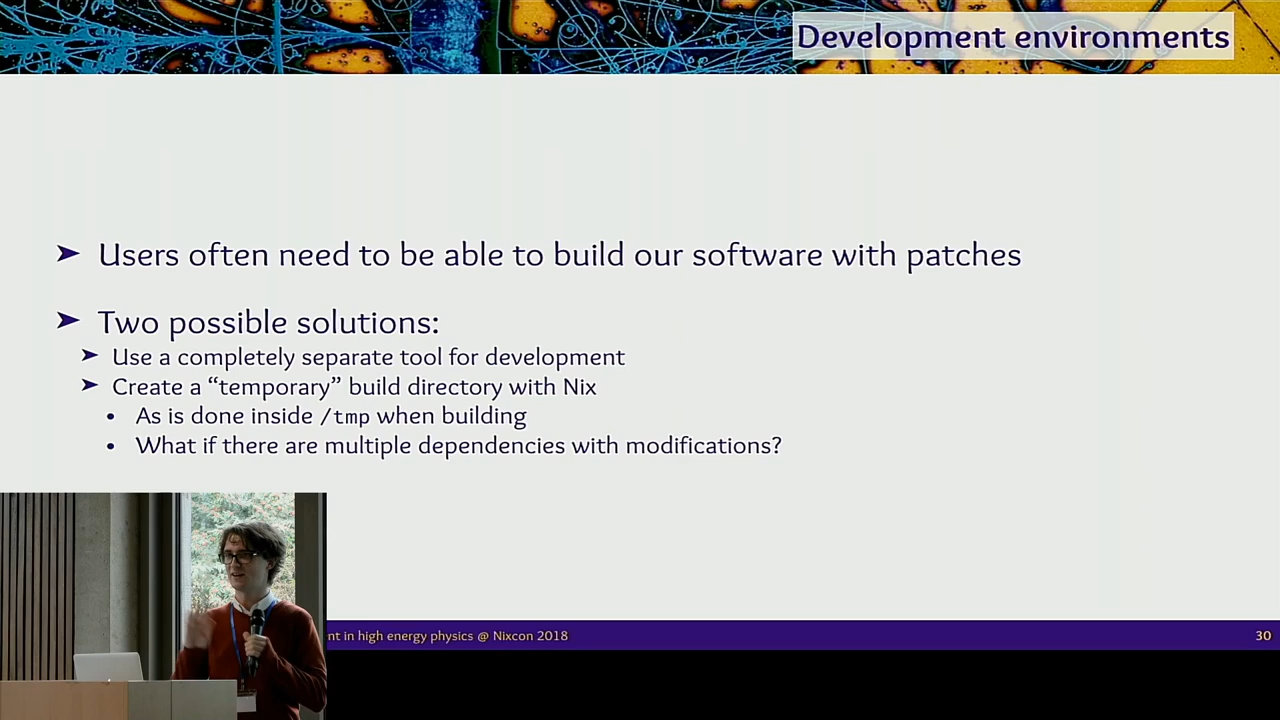 Development environments
➤ Users often need to be able to build our software with patches
➤ Two possible solutions:
➤ Use a completely separate tool for development
➤ Create a “temporary” build directory with Nix
• As is done inside /tmp when building
• What if there are multiple dependencies with modifications?
nt in high energy physics @ Nixcon 2018
30